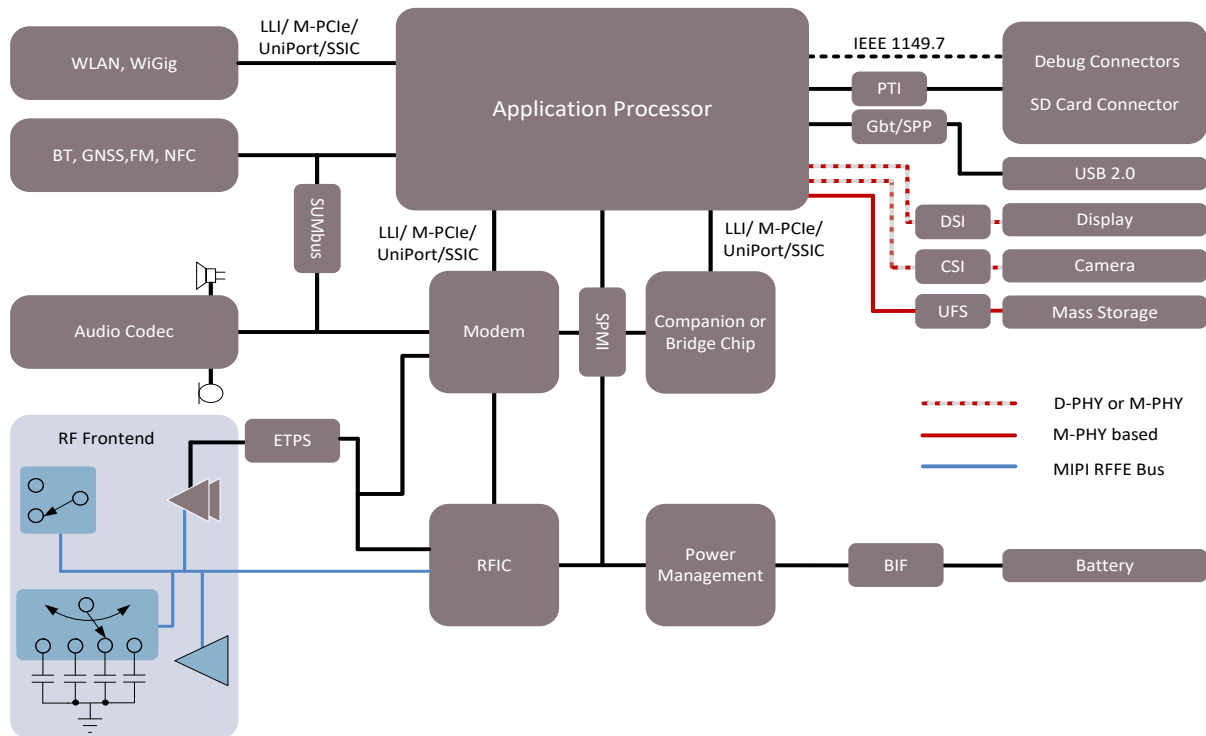 LLI/ M-PCIe/
UniPort/SSIC
WLAN, WiGig
BT, GNSS,FM, NFC
Application Processor
IEEE 1149.7
PTI
Gbt/SPP
Debug Connectors
SD Card Connector
USB 2.0
DSI
Display
CSI
Camera
UFS
Mass Storage
SUMbus
LLI/ M-PCIe/
UniPort/SSIC
LLI/ M-PCIe/
UniPort/SSIC
Audio Codec
Modem
SPMI
Companion or
Bridge Chip
D-PHY or M-PHY
M-PHY based
MIPI RFFE Bus
RF Frontend
ETPS
RFIC
Power
Management
BIF
Battery